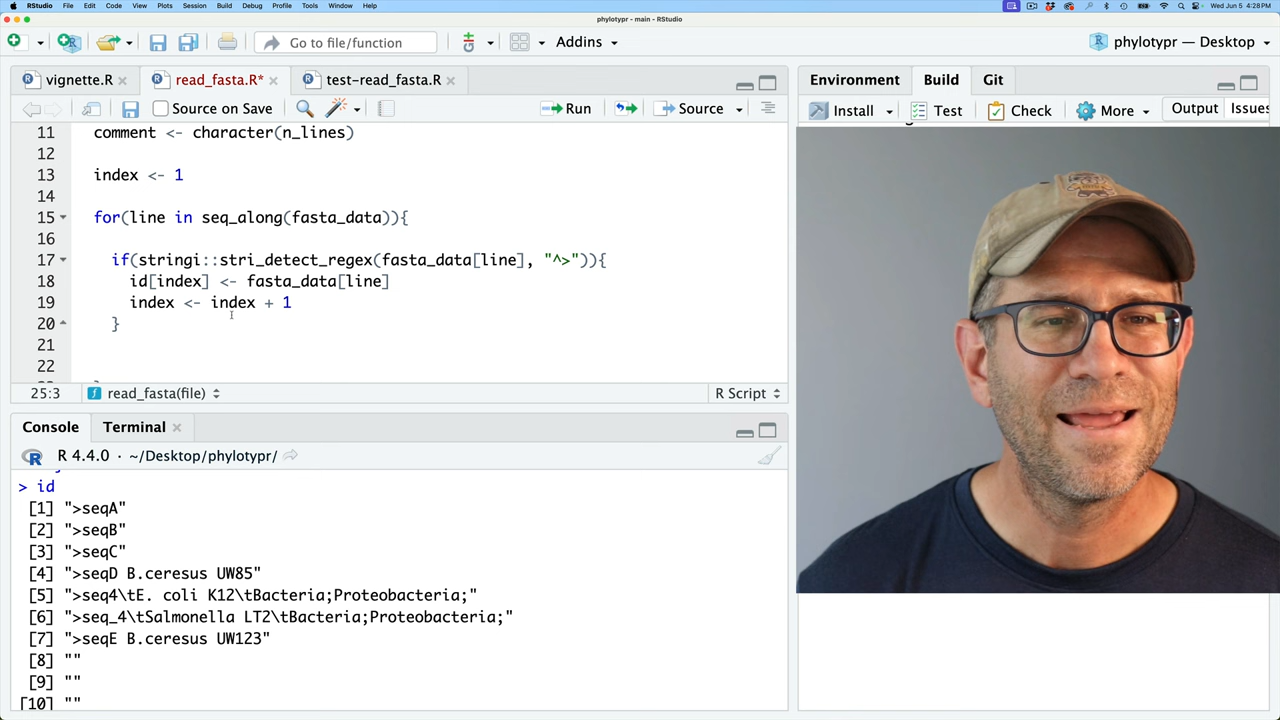 RStudio File Edit Code View Plots Session Build Debug Profile Tools Window Help
Wed Jun 5 4:28 PM
phylotypr - main - RStudio
Go to file/function
Addins
phylotypr — Desktop
vignette.R
read_fasta.R*
test-read_fasta.R
Environment
Build
Git
Source on Save
Run
Source
Install
Test
Check
More
Output
Issues
11 comment <- character(n_lines)
12
13 index <- 1
14
15 for(line in seq_along(fasta_data)){
16
17 if(stringi::stri_detect_regex(fasta_data[line], "^>")){
18 id[index] <- fasta_data[line]
19 index <- index + 1
20 }
21
22
25:3
read_fasta(file)
R Script
Console
Terminal
R 4.4.0 · ~/Desktop/phylotypr/
> id
[1] ">seqA"
[2] ">seqB"
[3] ">seqC"
[4] ">seqD B.ceresus UW85"
[5] ">seq4\tE. coli K12\tBacteria;Proteobacteria;"
[6] ">seq_4\tSalmonella LT2\tBacteria;Proteobacteria;"
[7] ">seqE B.ceresus UW123"
[8] ""
[9] ""
[10] ""